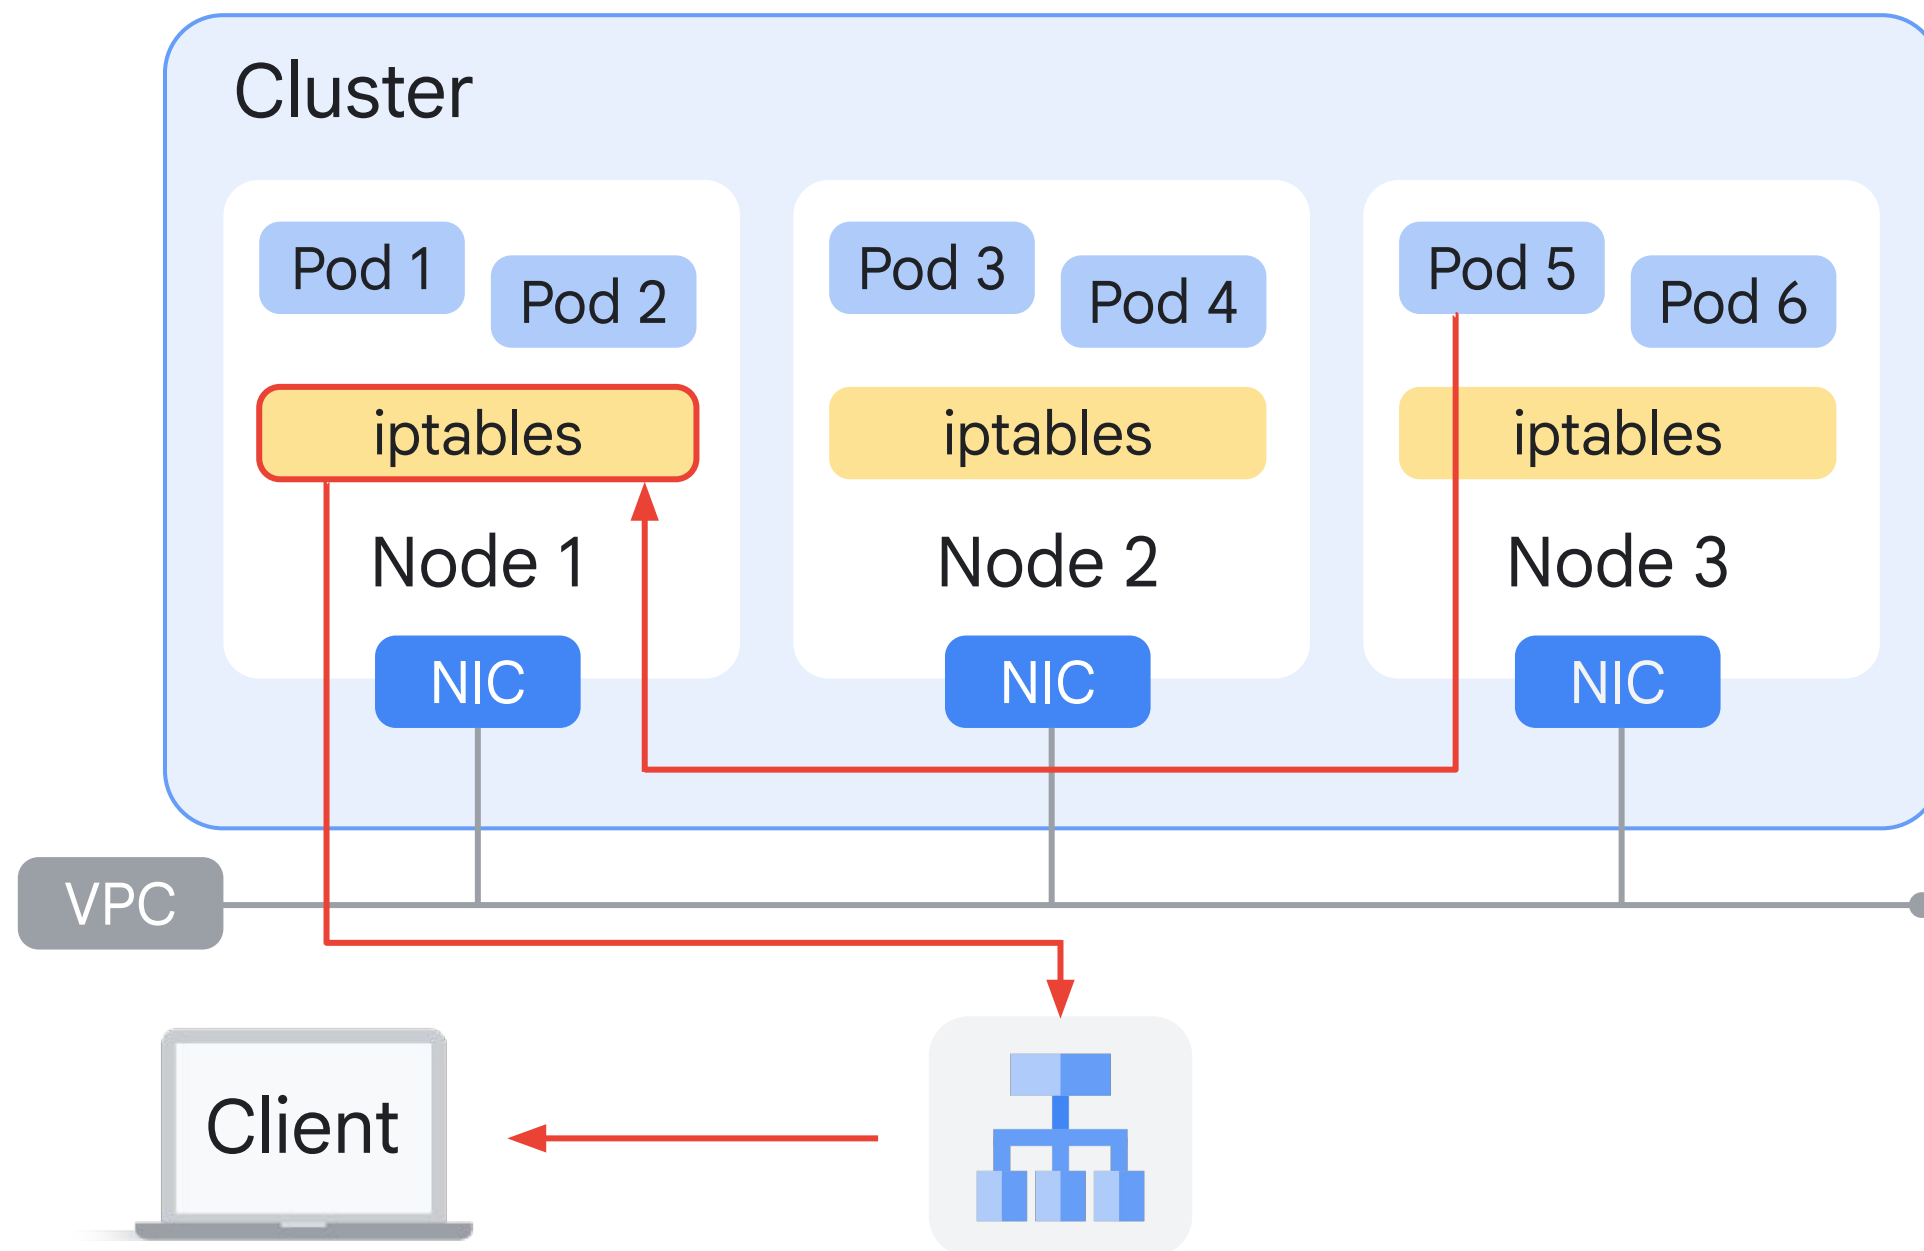 Cluster
Pod 1
Pod 2
iptables
Node 1
NIC
Pod 3
Pod 4
iptables
Node 2
NIC
Pod 5
Pod 6
iptables
Node 3
NIC
VPC
Client